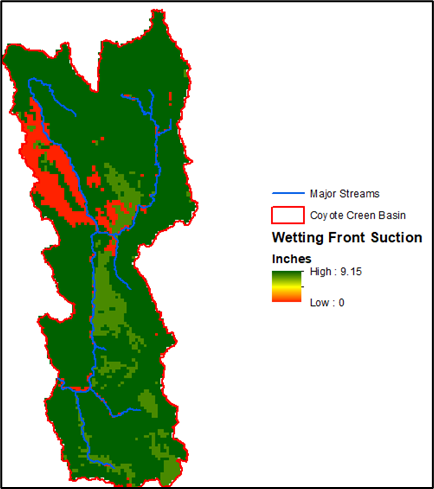 Major Streams
Coyote Creen Basin
Wetting Front Suction
Inches
High : 9.15
Low : 0